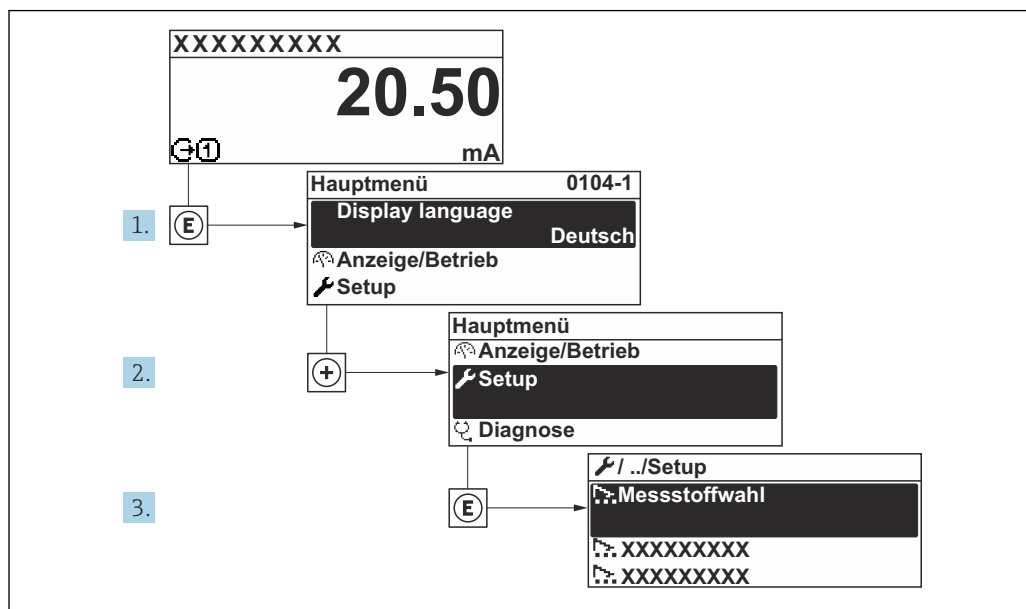 XXXXXXXXX
20.50
1 mA
Hauptmenü 0104-1
1. E Display language
Deutsch
Anzeige/Betrieb
Setup
Hauptmenü
Anzeige/Betrieb
2. + Setup
Diagnose
/ ../Setup
3. E Messstoffwahl
XXXXXXXXX
XXXXXXXXX